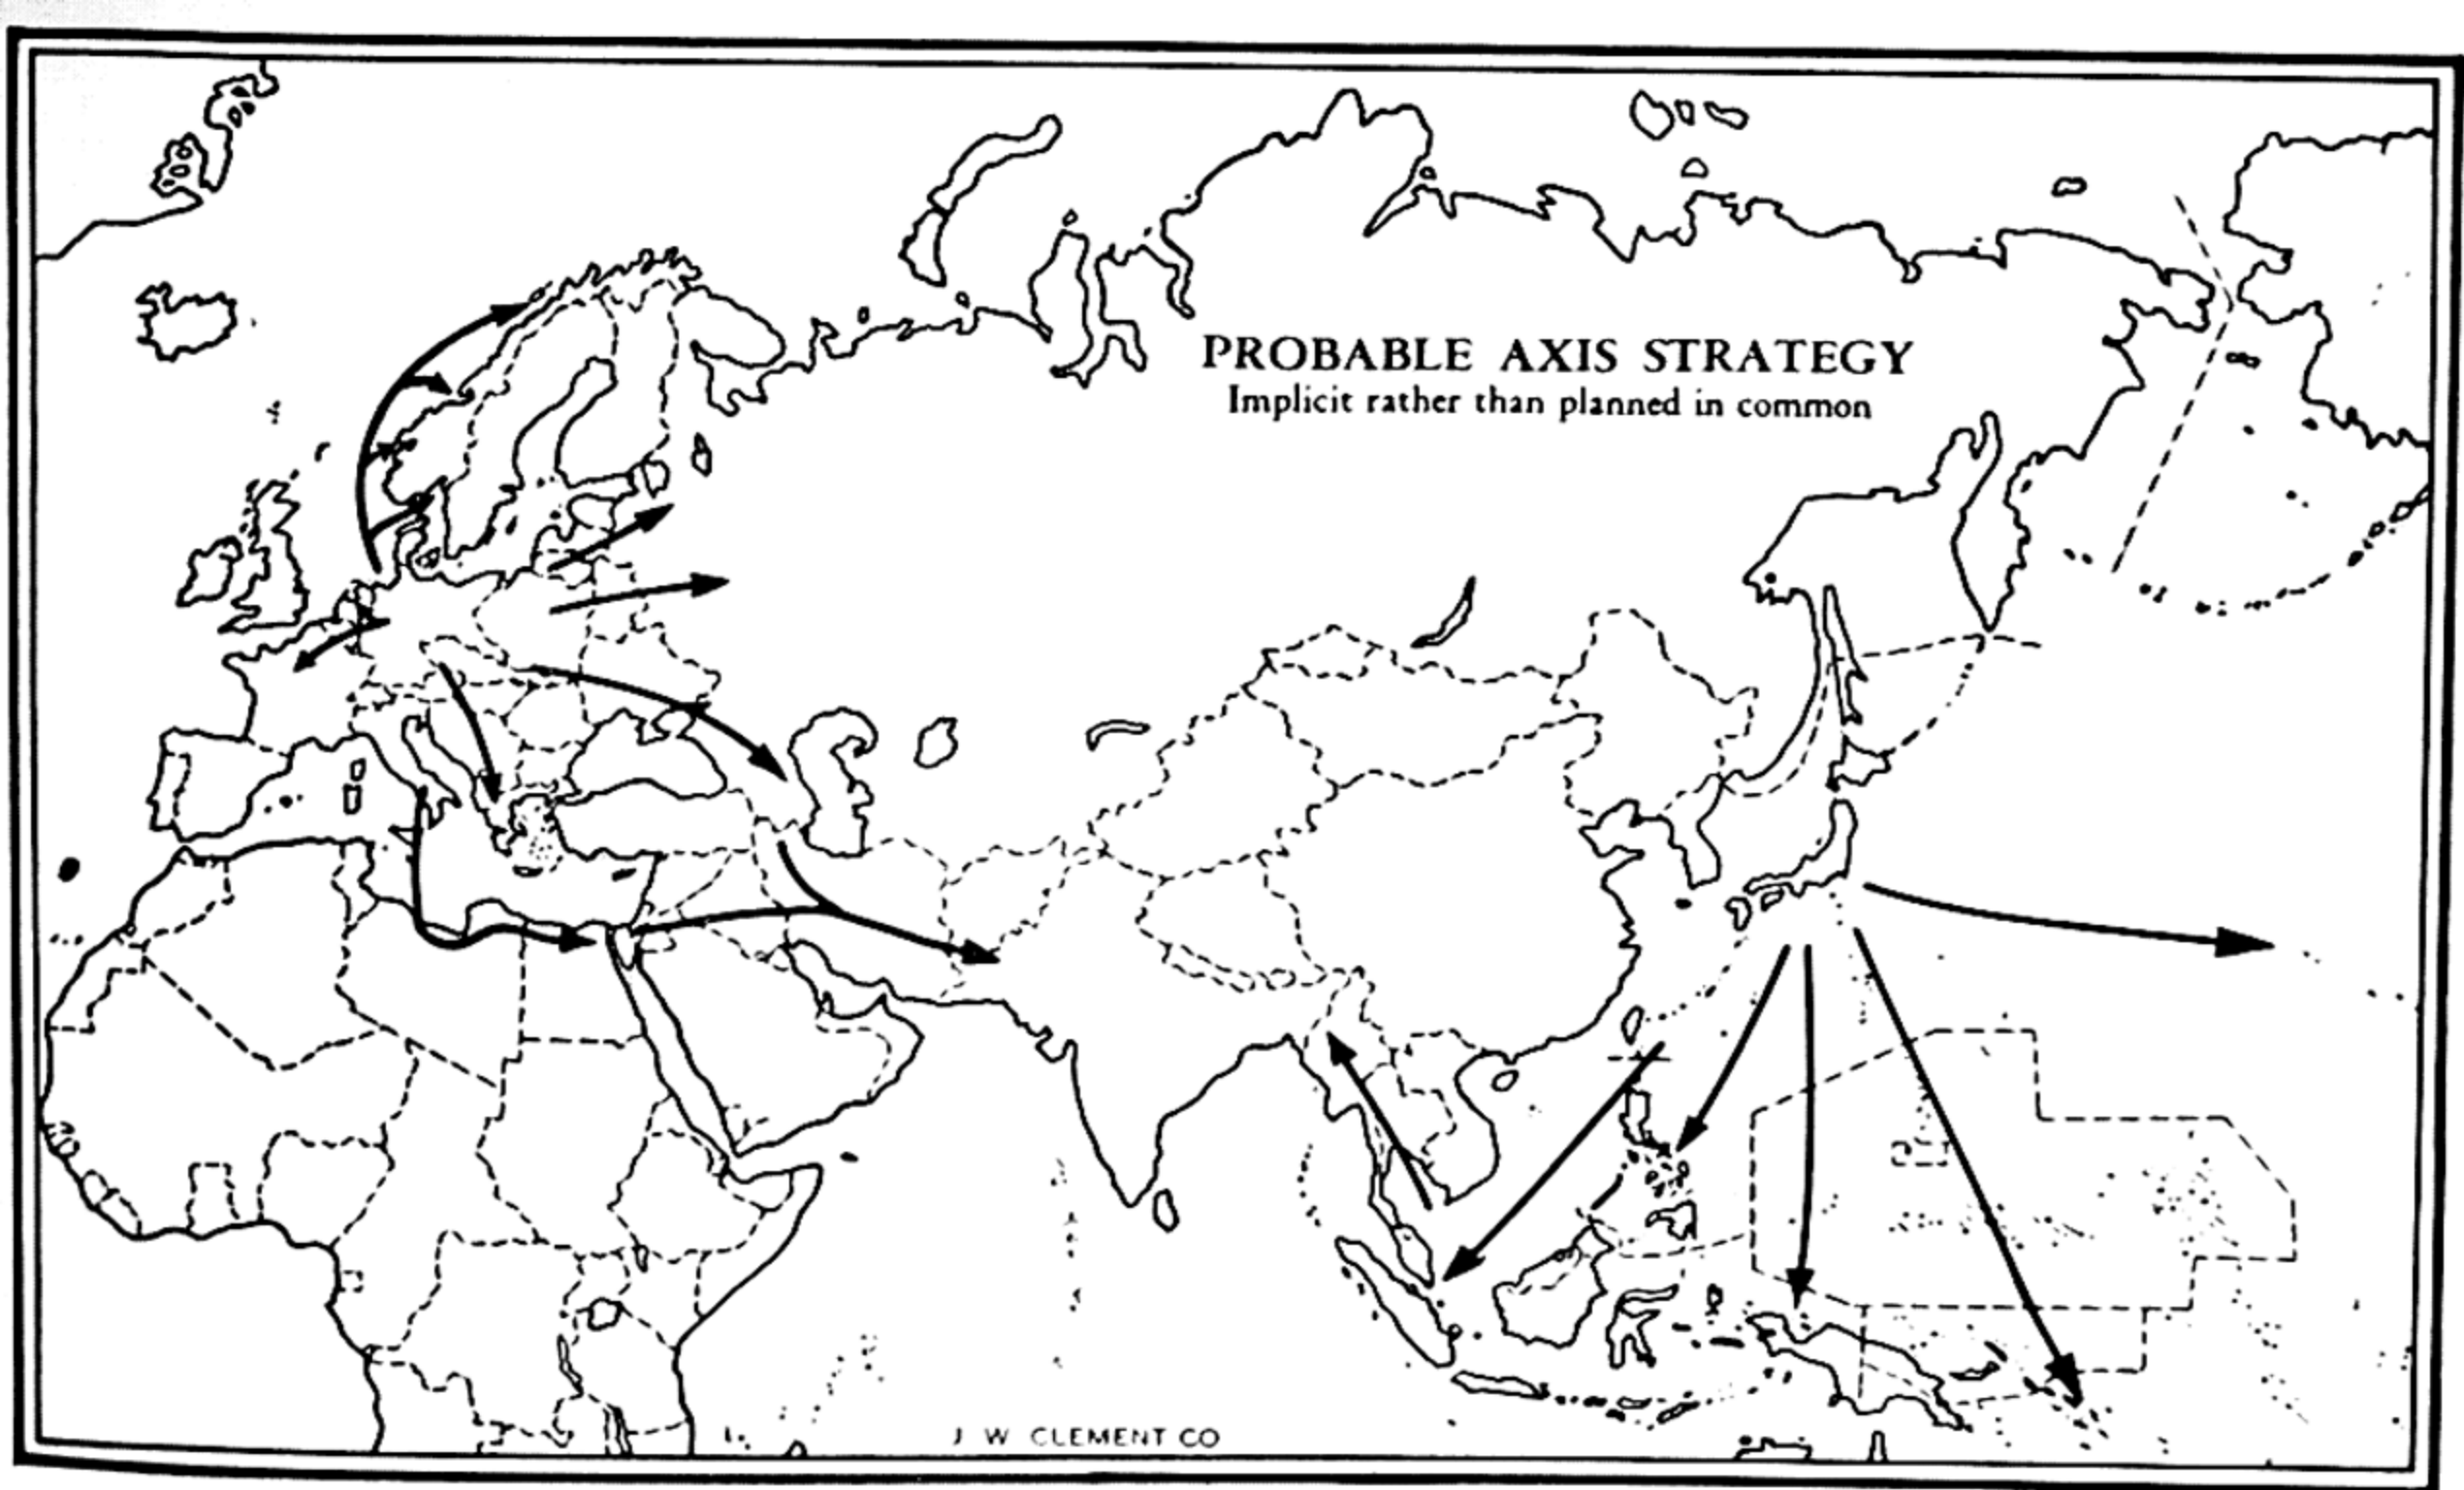 PROBABLE AXIS STRATEGY
Implicit rather than planned in common
J W CLEMENT CO